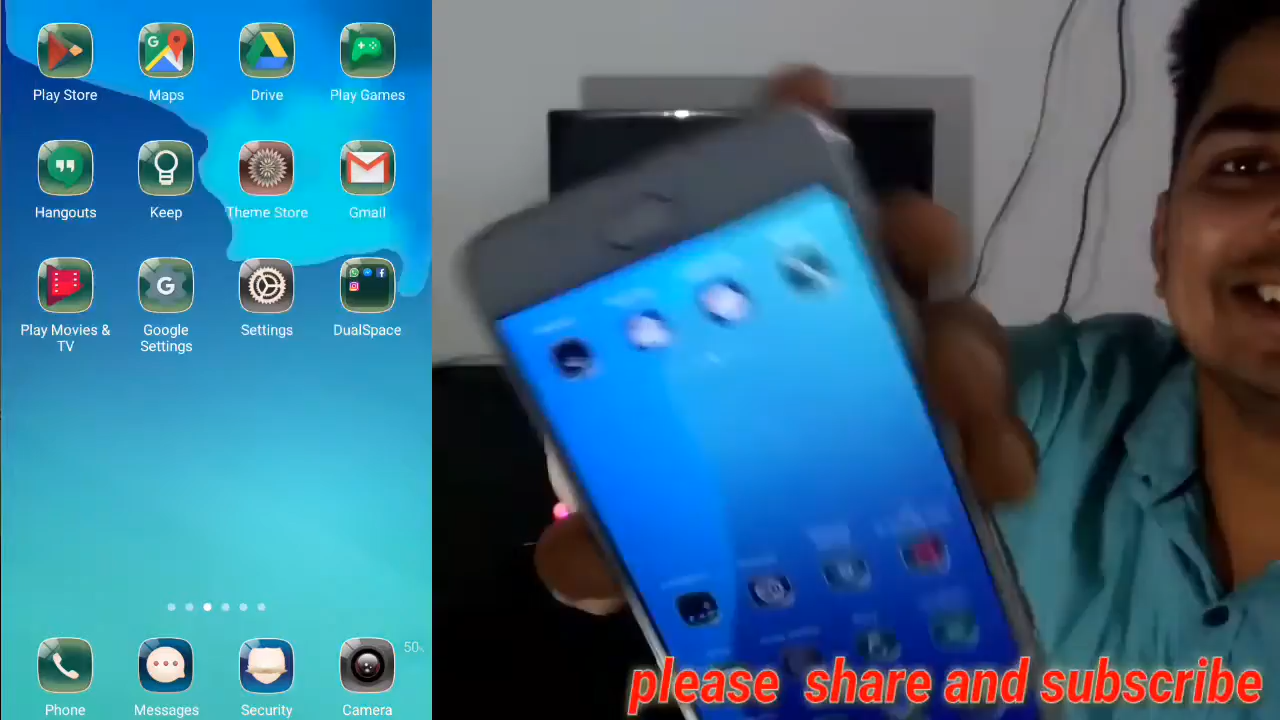 Play Store Maps Drive Play Games
Hangouts Keep Theme Store Gmail
Play Movies & TV Google Settings Settings DualSpace
50%
Phone Messages Security Camera
please share and subscribe